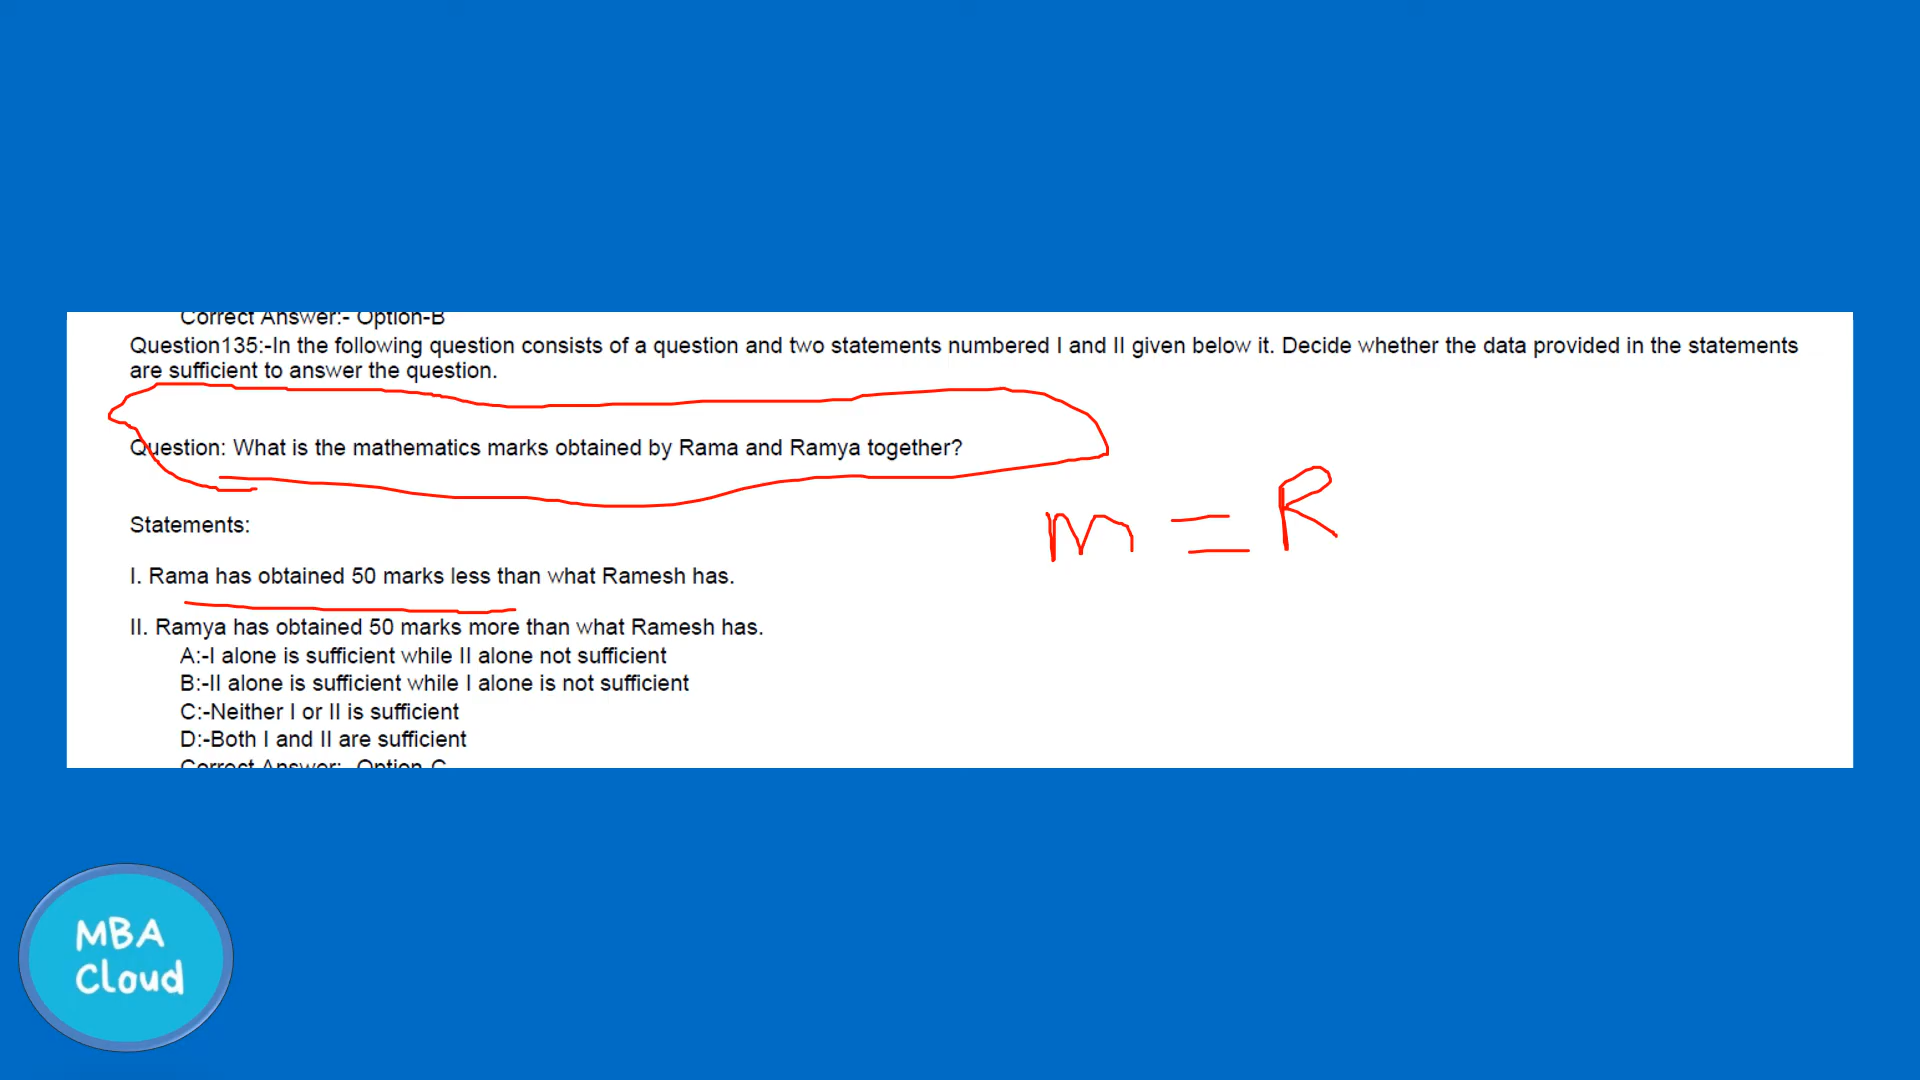 Correct Answer:- Option-B
Question135:-In the following question consists of a question and two statements numbered I and II given below it. Decide whether the data provided in the statements
are sufficient to answer the question.
Question: What is the mathematics marks obtained by Rama and Ramya together?
m = R
Statements:
I. Rama has obtained 50 marks less than what Ramesh has.
II. Ramya has obtained 50 marks more than what Ramesh has.
A:-I alone is sufficient while II alone not sufficient
B:-II alone is sufficient while I alone is not sufficient
C:-Neither I or II is sufficient
D:-Both I and II are sufficient
Correct Answer:- Option-C
MBA
Cloud